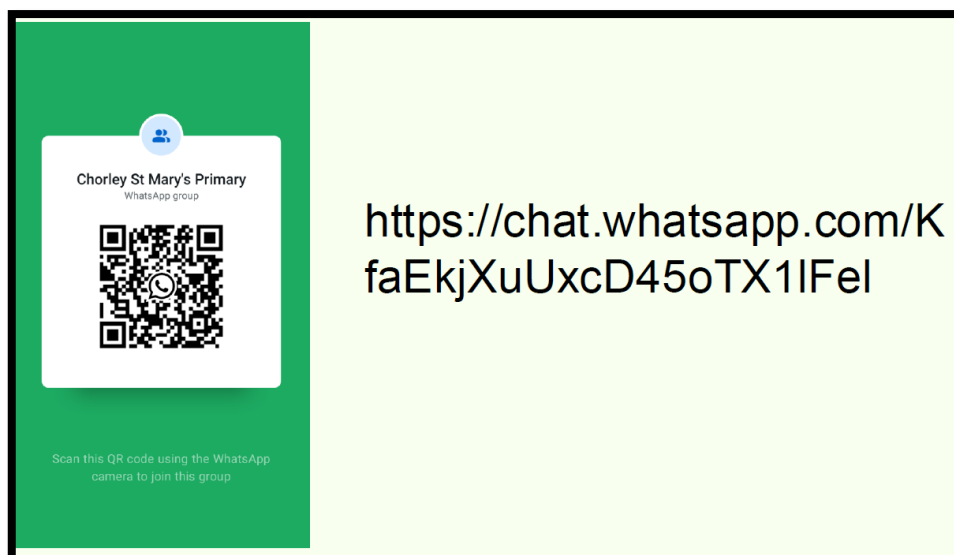 Chorley St Mary's Primary
WhatsApp group
Scan this QR code using the WhatsApp
camera to join this group
https://chat.whatsapp.com/K
faEkjXuUxcD45oTX1lFel